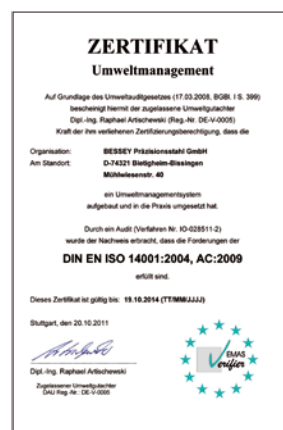 ZERTIFIKAT
Umweltmanagement
Auf Grundlage des Umweltauditgesetzes (17.03.2008, BGBl. I S. 399)
bescheinigt hiermit der zugelassene Umweltgutachter
Dipl.-Ing. Raphael Artischewski (Reg.-Nr. DE-V-0005)
Kraft der ihm verliehenen Zertifizierungsberechtigung, dass die
Organisation: BESSEY Präzisionsstahl GmbH
Am Standort: D-74321 Bietigheim-Bissingen
Mühlwiesenstr. 40
ein Umweltmanagementsystem
aufgebaut und in die Praxis umgesetzt hat.
Durch ein Audit (Verfahren Nr. IO-028511-2)
wurde der Nachweis erbracht, dass die Forderungen der
DIN EN ISO 14001:2004, AC:2009
erfüllt sind.
Dieses Zertifikat ist gültig bis: 19.10.2014 (TT/MM/JJJJ)
Stuttgart, den 20.10.2011
Dipl.-Ing. Raphael Artischewski
Zugelassener Umweltgutachter
DAU Reg.-Nr.: DE-V-0005
EMAS
Verifier